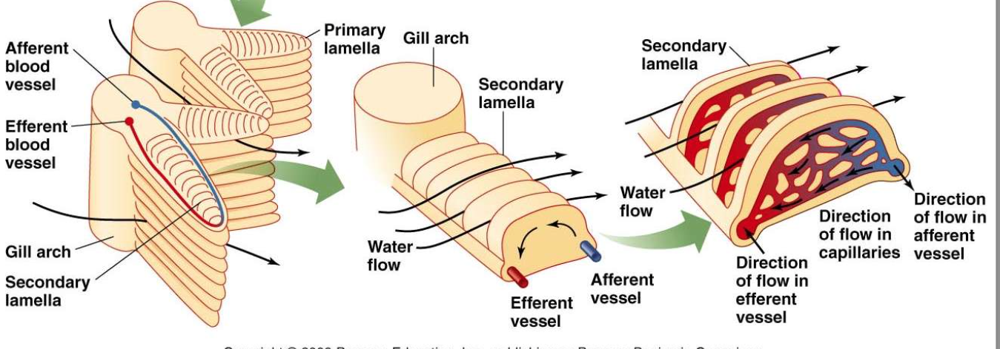 Afferent
blood
vessel
Efferent
blood
vessel
Gill arch
Secondary
lamella
Primary
lamella
Gill arch
Secondary
lamella
Water
flow
Efferent
vessel
Afferent
vessel
Secondary
lamella
Water
flow
Direction
of flow in
efferent
vessel
Direction
of flow in
capillaries
Direction
of flow in
afferent
vessel